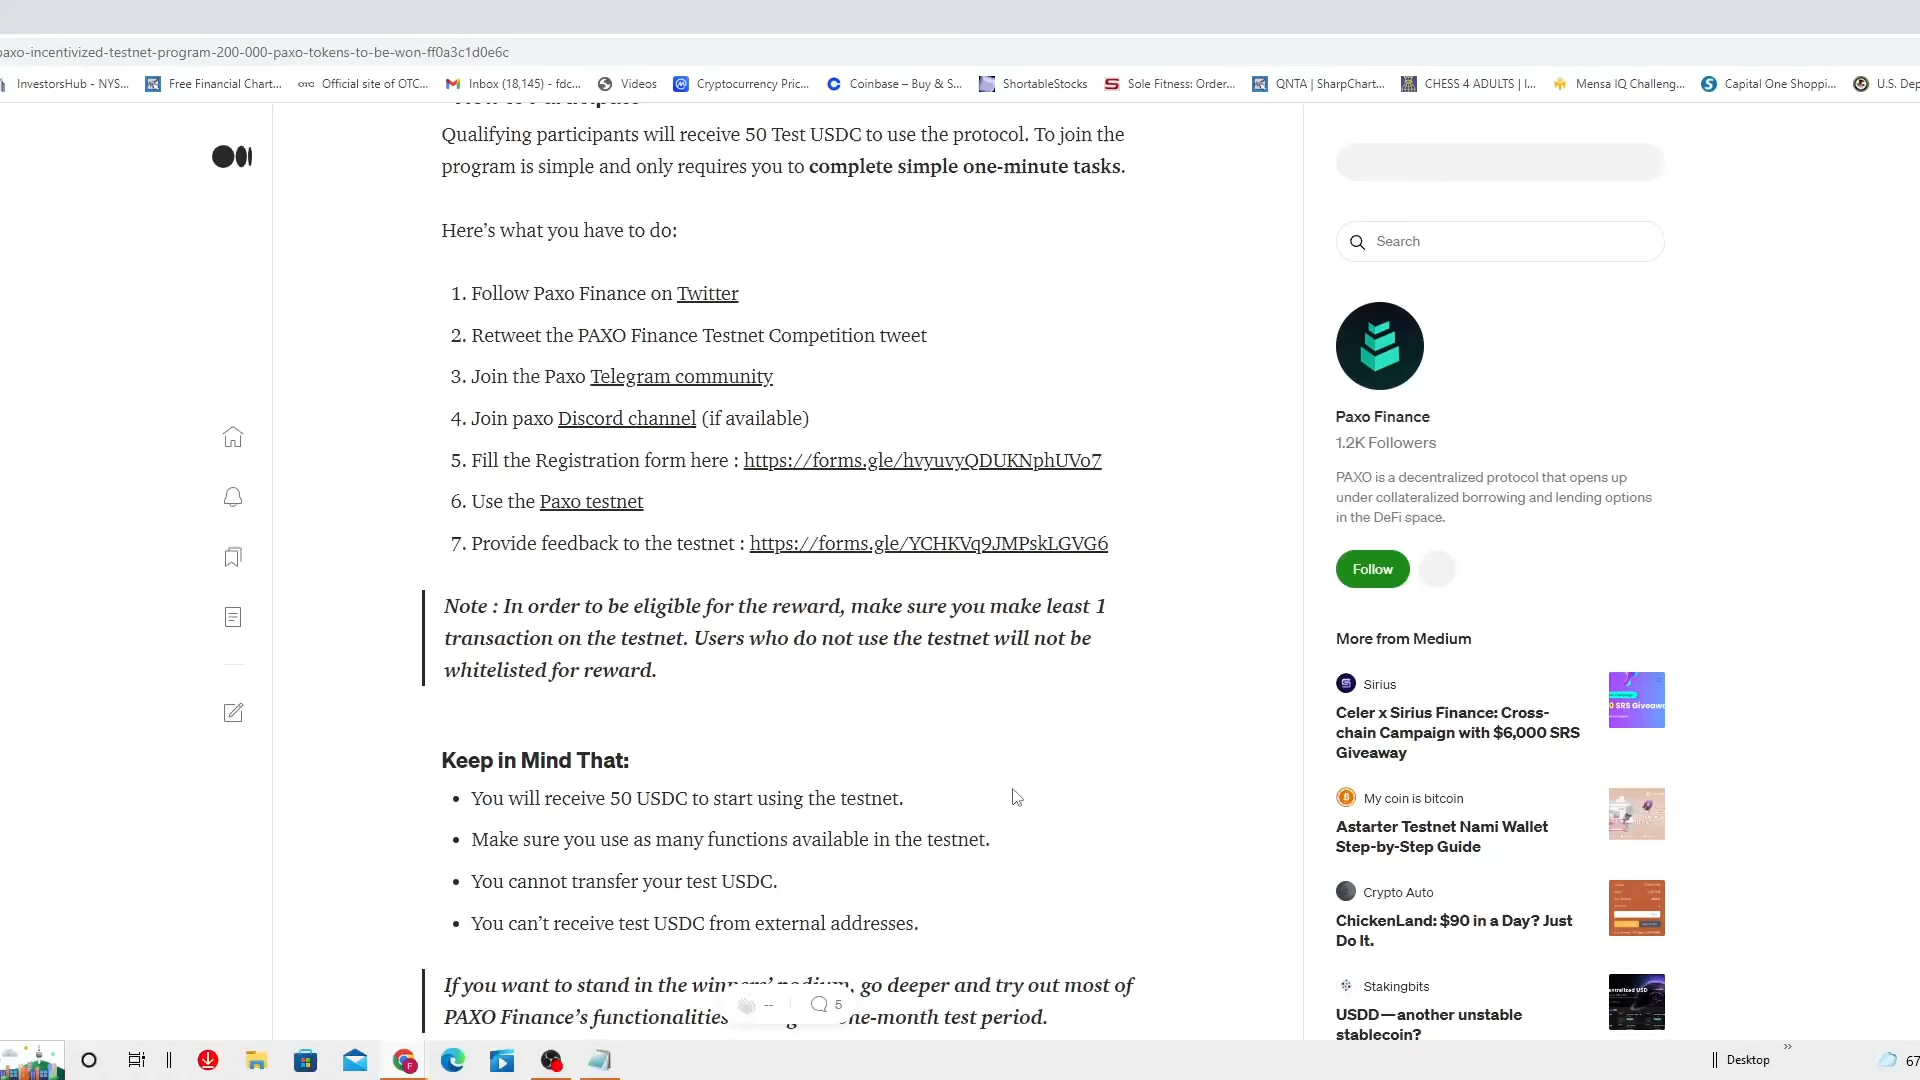 paxo-incentivized-testnet-program-200-000-paxo-tokens-to-be-won-ff0a3c1d0e6c
InvestorsHub - NYS...
Free Financial Chart...
OTC
Official site of OTC...
Inbox (18,145) - fdc...
Videos
Cryptocurrency Pric...
Coinbase – Buy & S...
ShortableStocks
Sole Fitness: Order...
QNTA | SharpChart...
CHESS 4 ADULTS | I...
Mensa IQ Challeng...
Capital One Shoppi...
U.S. Dep
Qualifying participants will receive 50 Test USDC to use the protocol. To join the
program is simple and only requires you to complete simple one-minute tasks.
Here’s what you have to do:
1. Follow Paxo Finance on Twitter
2. Retweet the PAXO Finance Testnet Competition tweet
3. Join the Paxo Telegram community
4. Join paxo Discord channel (if available)
5. Fill the Registration form here : https://forms.gle/hvyuvyQDUKNphUVo7
6. Use the Paxo testnet
7. Provide feedback to the testnet : https://forms.gle/YCHKVq9JMPskLGVG6
Note : In order to be eligible for the reward, make sure you make least 1
transaction on the testnet. Users who do not use the testnet will not be
whitelisted for reward.
Keep in Mind That:
• You will receive 50 USDC to start using the testnet.
• Make sure you use as many functions available in the testnet.
• You cannot transfer your test USDC.
• You can’t receive test USDC from external addresses.
If you want to stand in the winners’ podium, go deeper and try out most of
PAXO Finance’s functionalities one-month test period.
-- 5
Search
Paxo Finance
1.2K Followers
PAXO is a decentralized protocol that opens up
under collateralized borrowing and lending options
in the DeFi space.
Follow
More from Medium
Sirius
Celer x Sirius Finance: Cross-
chain Campaign with $6,000 SRS
Giveaway
My coin is bitcoin
Astarter Testnet Nami Wallet
Step-by-Step Guide
Crypto Auto
ChickenLand: $90 in a Day? Just
Do It.
Stakingbits
USDD—another unstable
stablecoin?
Desktop
67